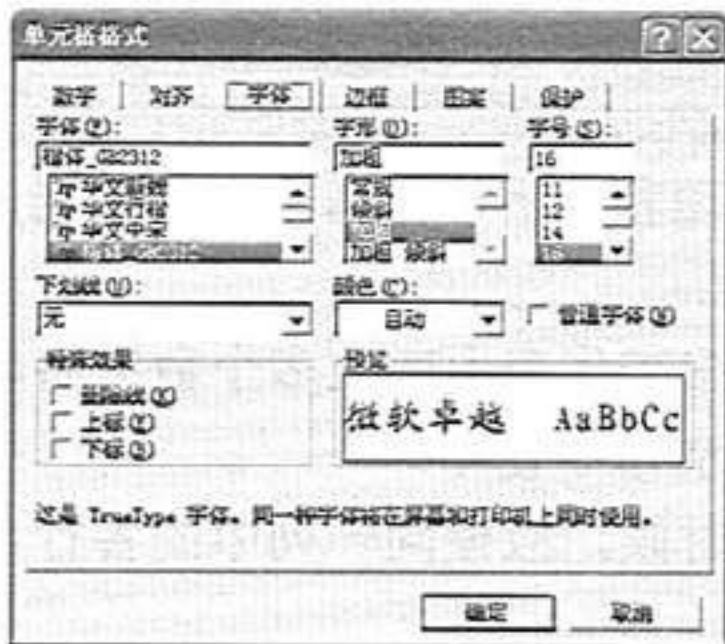 单元格格式
数字 对齐 字体 边框 图案 保护
字体(F): 字形(O): 字号(S):
楷体_GB2312 加粗 16
华文新魏 常规 11
华文行楷 倾斜 12
华文中宋 加粗 14
加粗 倾斜 16
下划线(U): 颜色(C):
无 自动 普通字体(N)
特殊效果 预览
删除线(K)
上标(E)
下标(B)
微软卓越 AaBbCc
这是 TrueType 字体。同一种字体将在屏幕和打印机上同时使用。
确定 取消